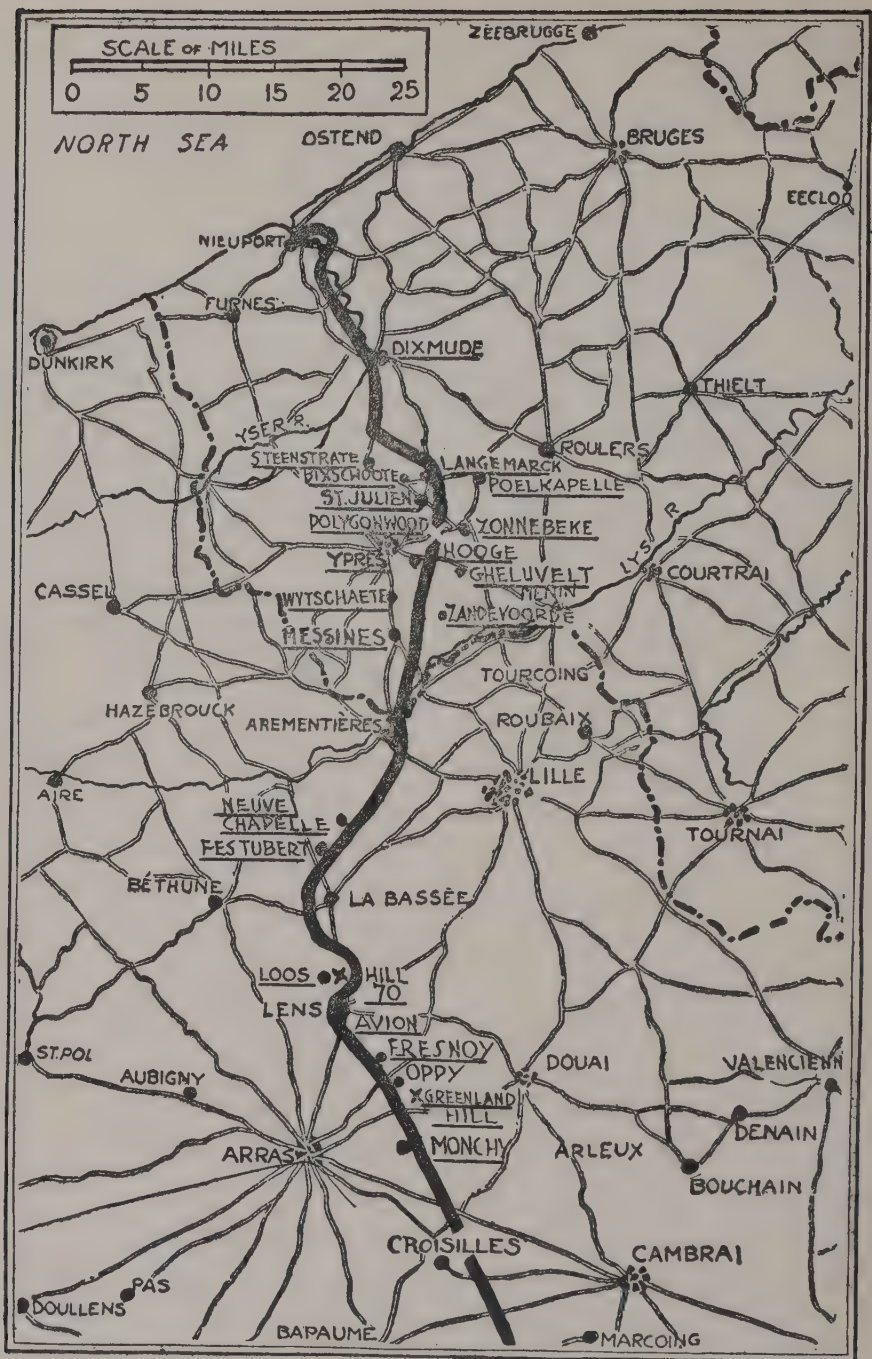 SCALE OF MILES
0 5 10 15 20 25
ZEEBRUGGE
NORTH SEA
OSTEND
BRUGES
EECLOO
NIEUPORT
FURNES
DUNKIRK
DIXMUDE
THIELT
YSER R.
STEENSTRATE
BIXSCHOOTE
LANGEMARCK
ROULERS
POELKAPELLE
ST.JULIEN
POLYGONWOOD
ZONNEBEKE
YPRES
HOOGE
LYS R
GHELUVELT
MENIN
COURTRAI
CASSEL
WYTSCHAETE
ZANDEVOORDE
MESSINES
TOURCOING
HAZEBROUCK
AREMENTIÈRES
ROUBAIX
LILLE
AIRE
NEUVE
CHAPELLE
FESTUBERT
TOURNAI
BÉTHUNE
LA BASSÉE
LOOS
HILL
70
LENS
AVION
FRESNOY
ST.POL
OPPY
DOUAI
VALENCIENN
AUBIGNY
GREENLAND
HILL
DENAIN
ARRAS
MONCHY
ARLEUX
BOUCHAIN
CROISILLES
CAMBRAI
PAS
DOULLENS
BAPAUME
MARCOING